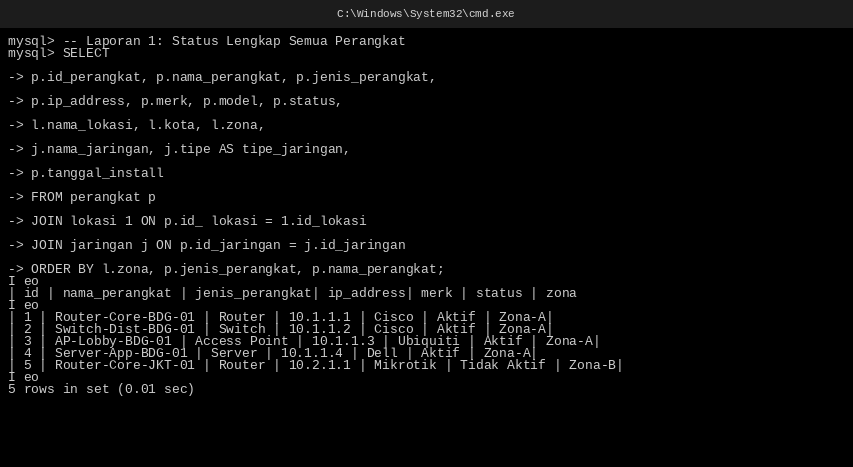 C:\Windows\System32\cmd.exe
mysql> -- Laporan 1: Status Lengkap Semua Perangkat
mysql> SELECT
-> p.id_perangkat, p.nama_perangkat, p.jenis_perangkat,
-> p.ip_address, p.merk, p.model, p.status,
-> l.nama_lokasi, l.kota, l.zona,
-> j.nama_jaringan, j.tipe AS tipe_jaringan,
-> p.tanggal_install
-> FROM perangkat p
-> JOIN lokasi 1 ON p.id_ lokasi = 1.id_lokasi
-> JOIN jaringan j ON p.id_jaringan = j.id_jaringan
-> ORDER BY l.zona, p.jenis_perangkat, p.nama_perangkat;
I eo
| id | nama_perangkat | jenis_perangkat| ip_address| merk | status | zona
I eo
| 1 | Router-Core-BDG-01 | Router | 10.1.1.1 | Cisco | Aktif | Zona-A|
| 2 | Switch-Dist-BDG-01 | Switch | 10.1.1.2 | Cisco | Aktif | Zona-A|
| 3 | AP-Lobby-BDG-01 | Access Point | 10.1.1.3 | Ubiquiti | Aktif | Zona-A|
| 4 | Server-App-BDG-01 | Server | 10.1.1.4 | Dell | Aktif | Zona-A|
| 5 | Router-Core-JKT-01 | Router | 10.2.1.1 | Mikrotik | Tidak Aktif | Zona-B|
I eo
5 rows in set (0.01 sec)